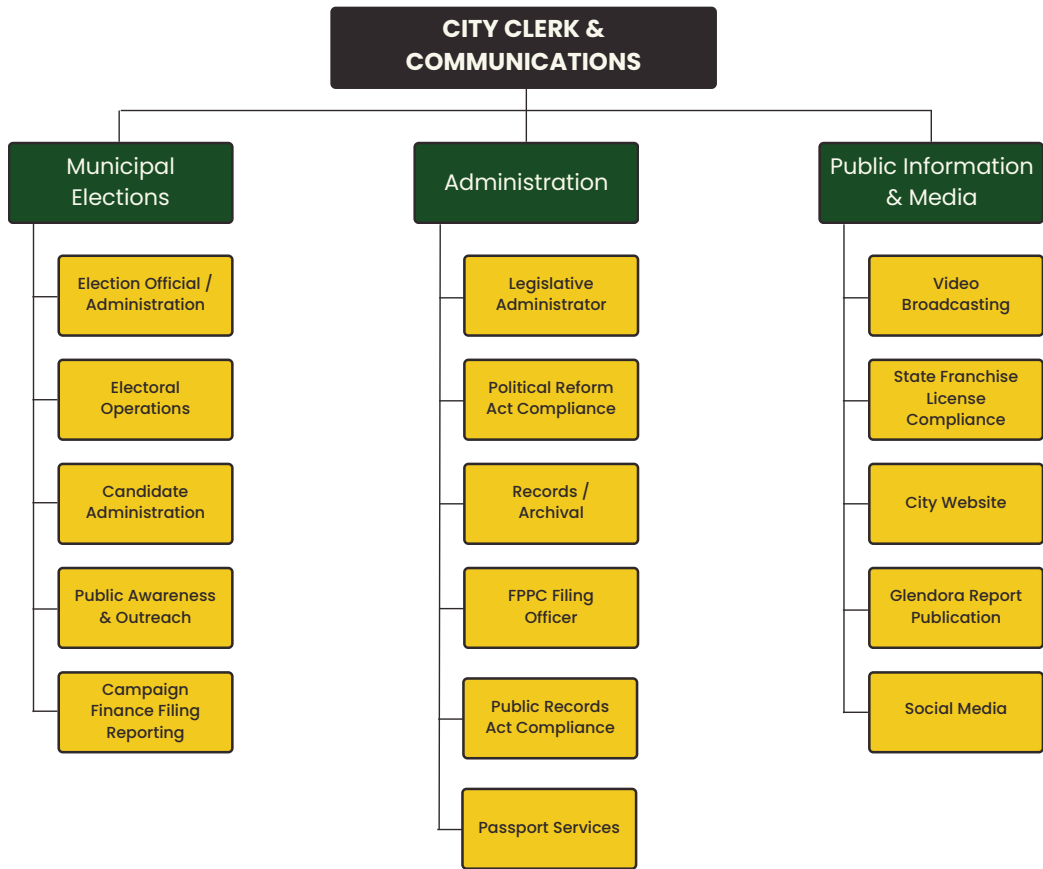 CITY CLERK &
COMMUNICATIONS
Municipal
Elections
Election Official /
Administration
Electoral
Operations
Candidate
Administration
Public Awareness
& Outreach
Campaign
Finance Filing
Reporting
Administration
Legislative
Administrator
Political Reform
Act Compliance
Records /
Archival
FPPC Filing
Officer
Public Records
Act Compliance
Passport Services
Public Information
& Media
Video
Broadcasting
State Franchise
License
Compliance
City Website
Glendora Report
Publication
Social Media